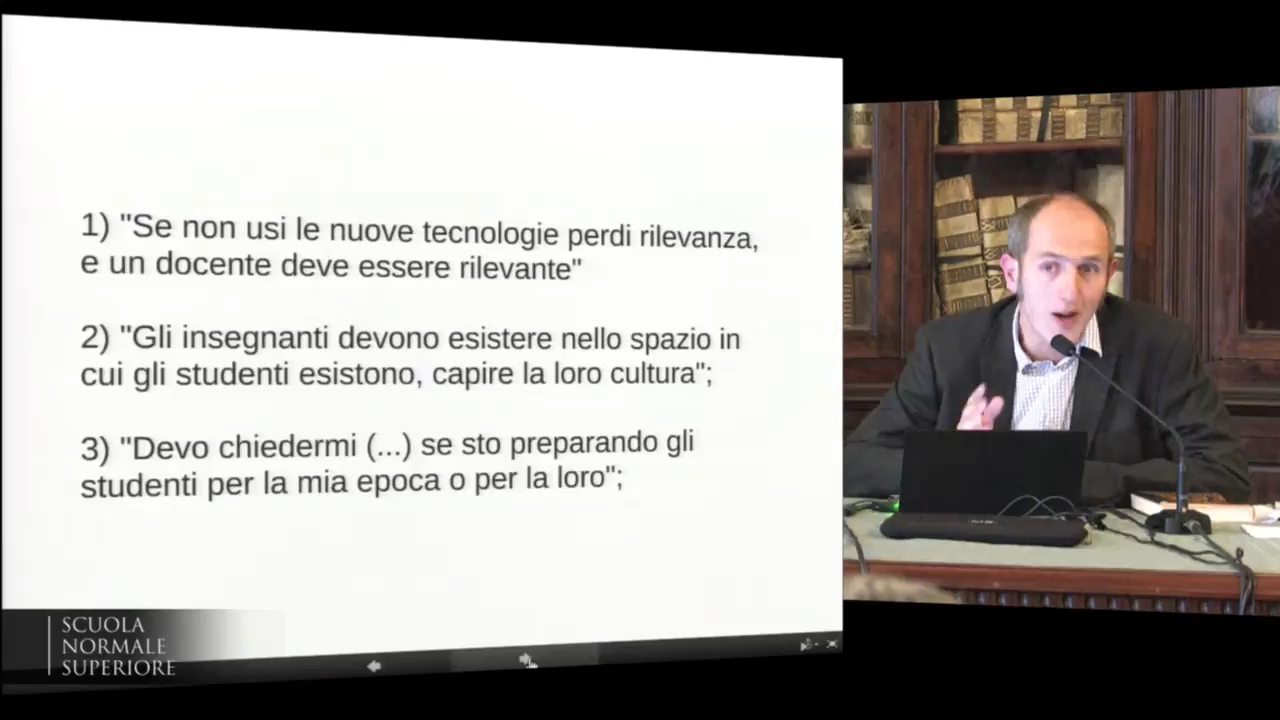 1) "Se non usi le nuove tecnologie perdi rilevanza,
e un docente deve essere rilevante"
2) "Gli insegnanti devono esistere nello spazio in
cui gli studenti esistono, capire la loro cultura";
3) "Devo chiedermi (...) se sto preparando gli
studenti per la mia epoca o per la loro";
SCUOLA
NORMALE
SUPERIORE